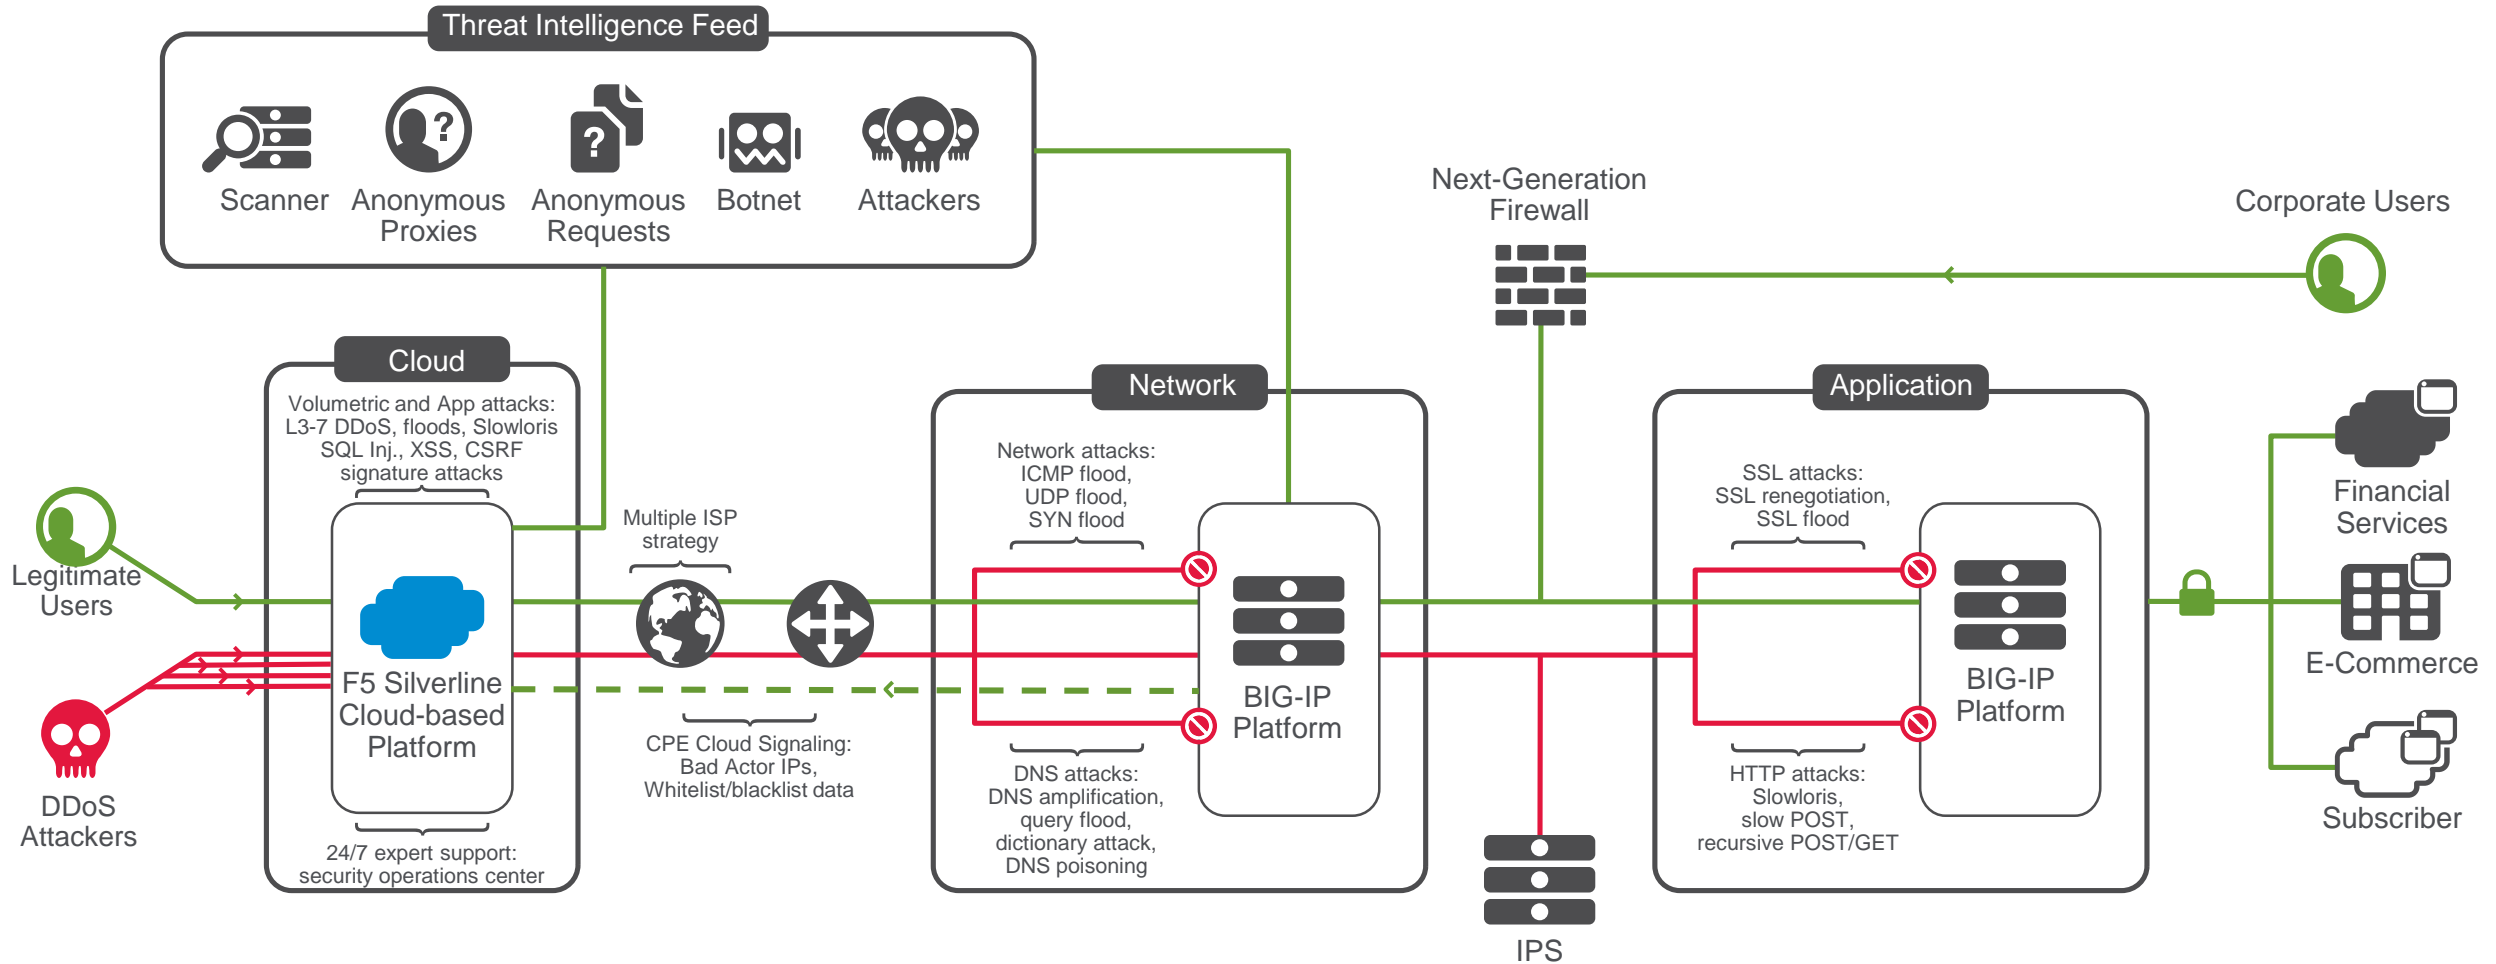 Threat Intelligence Feed
Scanner
Anonymous
Proxies
Anonymous
Requests
Botnet
Attackers
Next-Generation
Firewall
Corporate Users
Cloud
Volumetric and App attacks:
L3-7 DDoS, floods, Slowloris
SQL Inj., XSS, CSRF
signature attacks
Legitimate
Users
F5 Silverline
Cloud-based
Platform
DDoS
Attackers
24/7 expert support:
security operations center
Multiple ISP
strategy
CPE Cloud Signaling:
Bad Actor IPs,
Whitelist/blacklist data
Network
Network attacks:
ICMP flood,
UDP flood,
SYN flood
BIG-IP
Platform
DNS attacks:
DNS amplification,
query flood,
dictionary attack,
DNS poisoning
IPS
Application
SSL attacks:
SSL renegotiation,
SSL flood
BIG-IP
Platform
HTTP attacks:
Slowloris,
slow POST,
recursive POST/GET
Financial
Services
E-Commerce
Subscriber